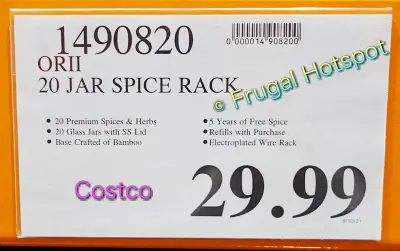 1490820
0 000014 908200
ORII
20 JAR SPICE RACK
© Frugal Hotspot
• 20 Premium Spices & Herbs
• 20 Glass Jars with SS Lid
• Base Crafted of Bamboo
• 5 Years of Free Spice
• Refills with Purchase
• Electroplated Wire Rack
Costco
29.99